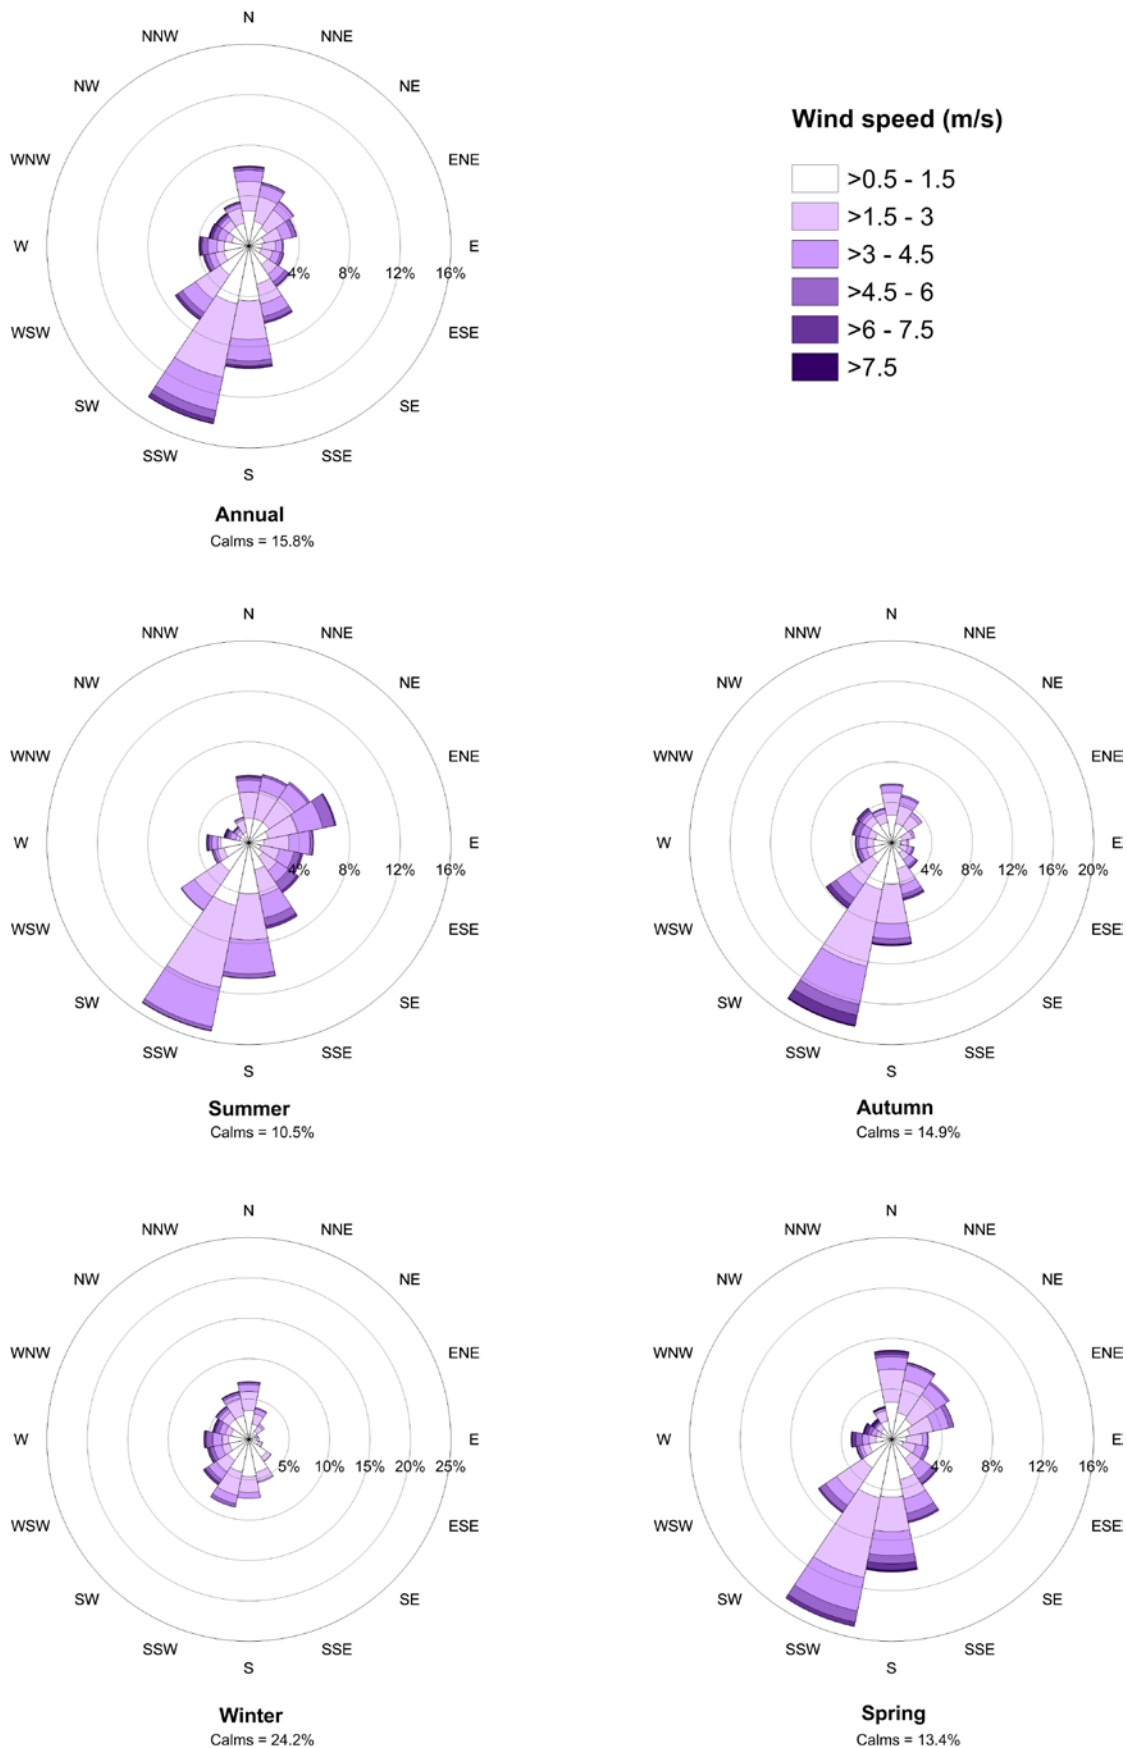 N
NNW NNE
NW NE
WNW ENE
W E
4% 8% 12% 16%
WSW ESE
SW SE
SSW SSE
S
Annual
Calms = 15.8%
Wind speed (m/s)
>0.5 - 1.5
>1.5 - 3
>3 - 4.5
>4.5 - 6
>6 - 7.5
>7.5
N
NNW NNE
NW NE
WNW ENE
W E
4% 8% 12% 16%
WSW ESE
SW SE
SSW SSE
S
Summer
Calms = 10.5%
N
NNW NNE
NW NE
WNW ENE
W E
4% 8% 12% 16% 20%
WSW ESE
SW SE
SSW SSE
S
Autumn
Calms = 14.9%
N
NNW NNE
NW NE
WNW ENE
W E
5% 10% 15% 20% 25%
WSW ESE
SW SE
SSW SSE
S
Winter
Calms = 24.2%
N
NNW NNE
NW NE
WNW ENE
W E
4% 8% 12% 16%
WSW ESE
SW SE
SSW SSE
S
Spring
Calms = 13.4%